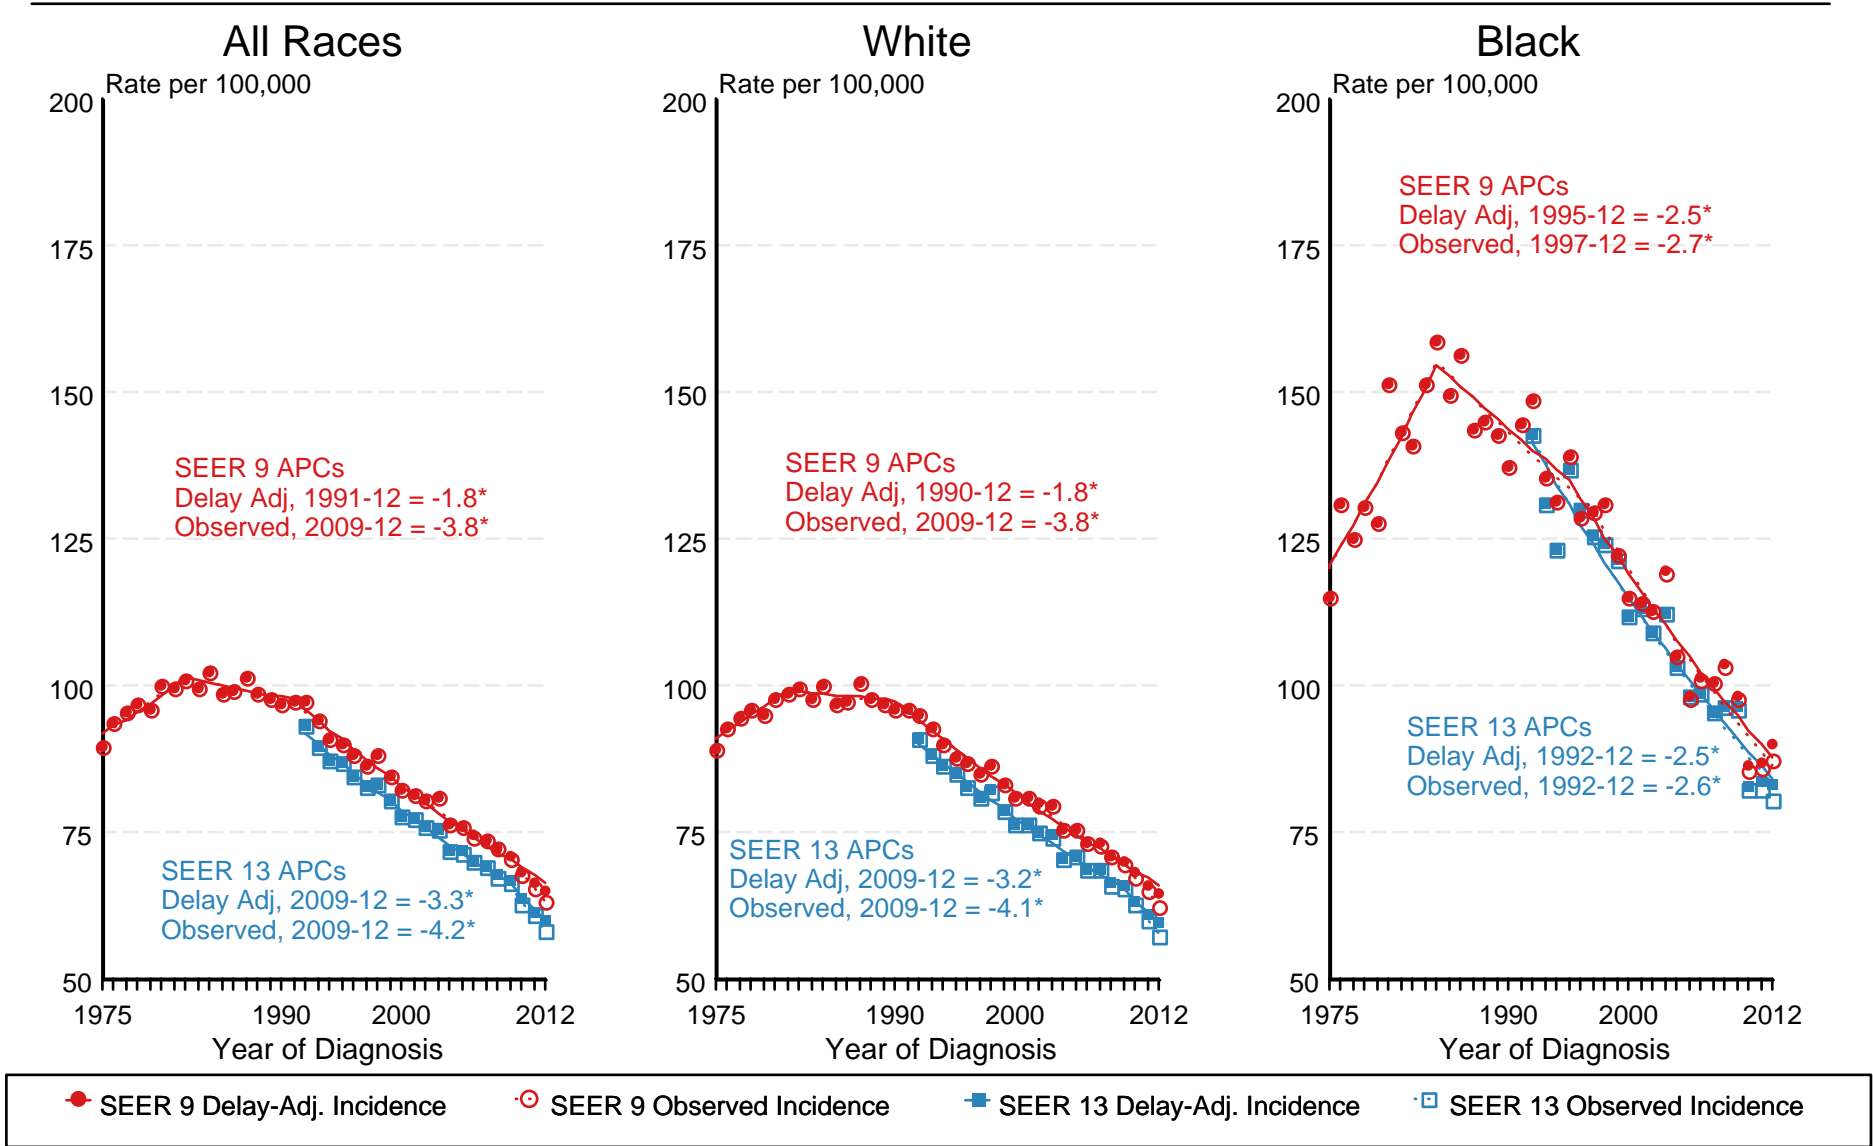 All Races
Rate per 100,000
200
175
150
125
100
75
50
SEER 9 APCs
Delay Adj, 1991-12 = -1.8*
Observed, 2009-12 = -3.8*
SEER 13 APCs
Delay Adj, 2009-12 = -3.3*
Observed, 2009-12 = -4.2*
1975 1990 2000 2012
Year of Diagnosis
White
Rate per 100,000
200
175
150
125
100
75
50
SEER 9 APCs
Delay Adj, 1990-12 = -1.8*
Observed, 2009-12 = -3.8*
SEER 13 APCs
Delay Adj, 2009-12 = -3.2*
Observed, 2009-12 = -4.1*
1975 1990 2000 2012
Year of Diagnosis
Black
Rate per 100,000
200
175
150
125
100
75
50
SEER 9 APCs
Delay Adj, 1995-12 = -2.5*
Observed, 1997-12 = -2.7*
SEER 13 APCs
Delay Adj, 1992-12 = -2.5*
Observed, 1992-12 = -2.6*
1975 1990 2000 2012
Year of Diagnosis
SEER 9 Delay-Adj. Incidence SEER 9 Observed Incidence SEER 13 Delay-Adj. Incidence SEER 13 Observed Incidence